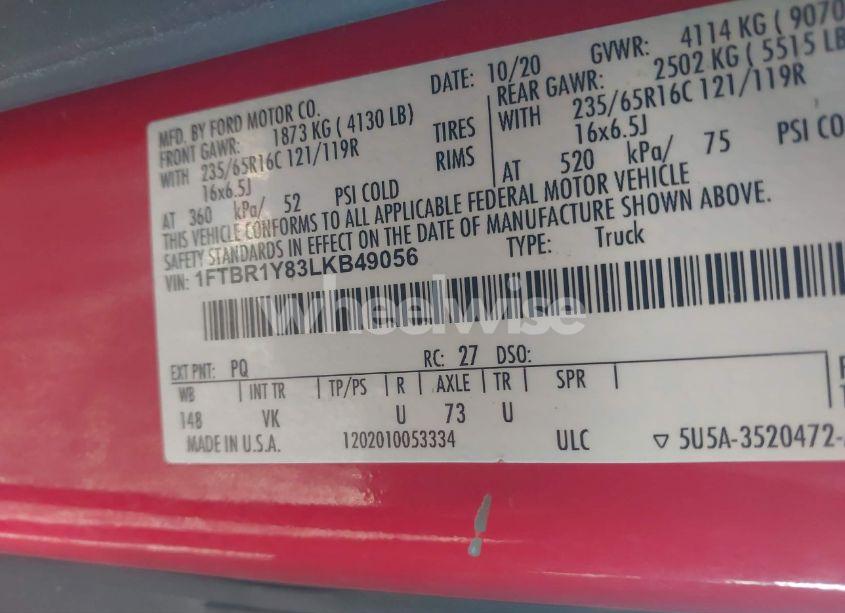 MFD. BY FORD MOTOR CO.
DATE: 10/20
GVWR: 4114 KG ( 9070
FRONT GAWR: 1873 KG ( 4130 LB)
REAR GAWR: 2502 KG ( 5515 LB
WITH 235/65R16C 121/119R TIRES
WITH 235/65R16C 121/119R
16x6.5J RIMS
16x6.5J
AT 360 kPa/ 52 PSI COLD
AT 520 kPa/ 75 PSI CO
THIS VEHICLE CONFORMS TO ALL APPLICABLE FEDERAL MOTOR VEHICLE
SAFETY STANDARDS IN EFFECT ON THE DATE OF MANUFACTURE SHOWN ABOVE.
VIN: 1FTBR1Y83LKB49056
TYPE: Truck
wheelwise
EXT PNT: PQ
RC: 27 DSO:
WB INT TR TP/PS R AXLE TR SPR
148 VK U 73 U
MADE IN U.S.A. 1202010053334 ULC
5U5A-3520472-